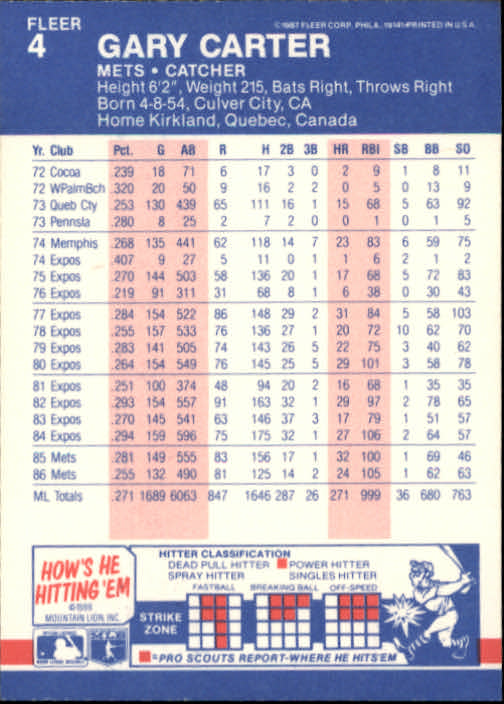 FLEER
4
©1987 FLEER CORP. PHILA. 19141•PRINTED IN U.S.A.
GARY CARTER
METS • CATCHER
Height 6'2", Weight 215, Bats Right, Throws Right
Born 4-8-54, Culver City, CA
Home Kirkland, Quebec, Canada
Yr. Club Pct. G AB R H 2B 3B HR RBI SB BB SO
72 Cocoa .239 18 71 6 17 3 0 2 9 1 8 11
72 WPalmBch .320 20 50 9 16 2 2 0 5 0 13 9
73 Queb Cty .253 130 439 65 111 16 1 15 68 5 63 92
73 Pennsla .280 8 25 2 7 2 0 0 1 0 1 5
74 Memphis .268 135 441 62 118 14 7 23 83 6 59 75
74 Expos .407 9 27 5 11 0 1 1 6 2 1 2
75 Expos .270 144 503 58 136 20 1 17 68 5 72 83
76 Expos .219 91 311 31 68 8 1 6 38 0 30 43
77 Expos .284 154 522 86 148 29 2 31 84 5 58 103
78 Expos .255 157 533 76 136 27 1 20 72 10 62 70
79 Expos .283 141 505 74 143 26 5 22 75 3 40 62
80 Expos .264 154 549 76 145 25 5 29 101 3 58 78
81 Expos .251 100 374 48 94 20 2 16 68 1 35 35
82 Expos .293 154 557 91 163 32 1 29 97 2 78 65
83 Expos .270 145 541 63 146 37 3 17 79 1 51 57
84 Expos .294 159 596 75 175 32 1 27 106 2 64 57
85 Mets .281 149 555 83 156 17 1 32 100 1 69 46
86 Mets .255 132 490 81 125 14 2 24 105 1 62 63
ML Totals .271 1689 6063 847 1646 287 26 271 999 36 680 763
HOW'S HE
HITTING 'EM
©1986
MOUNTAIN LION, INC
HITTER CLASSIFICATION
DEAD PULL HITTER POWER HITTER
SPRAY HITTER SINGLES HITTER
FASTBALL BREAKING BALL OFF-SPEED
STRIKE
ZONE
=PRO SCOUTS REPORT-WHERE HE HITS'EM